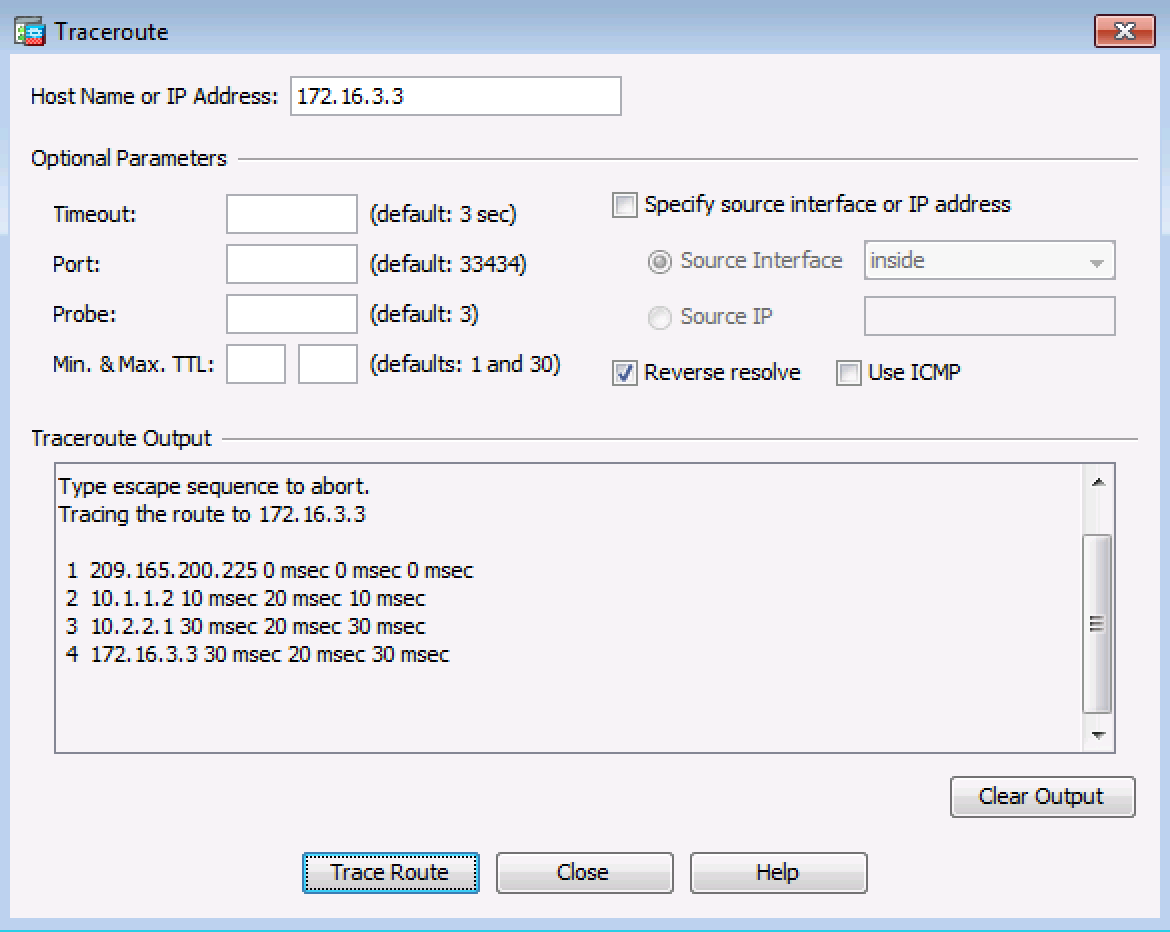 Traceroute
Host Name or IP Address: 172.16.3.3
Optional Parameters
Timeout: (default: 3 sec)
Port: (default: 33434)
Probe: (default: 3)
Min. & Max. TTL: (defaults: 1 and 30)
Specify source interface or IP address
Source Interface inside
Source IP
Reverse resolve Use ICMP
Traceroute Output
Type escape sequence to abort.
Tracing the route to 172.16.3.3
1 209.165.200.225 0 msec 0 msec 0 msec
2 10.1.1.2 10 msec 20 msec 10 msec
3 10.2.2.1 30 msec 20 msec 30 msec
4 172.16.3.3 30 msec 20 msec 30 msec
Clear Output
Trace Route Close Help